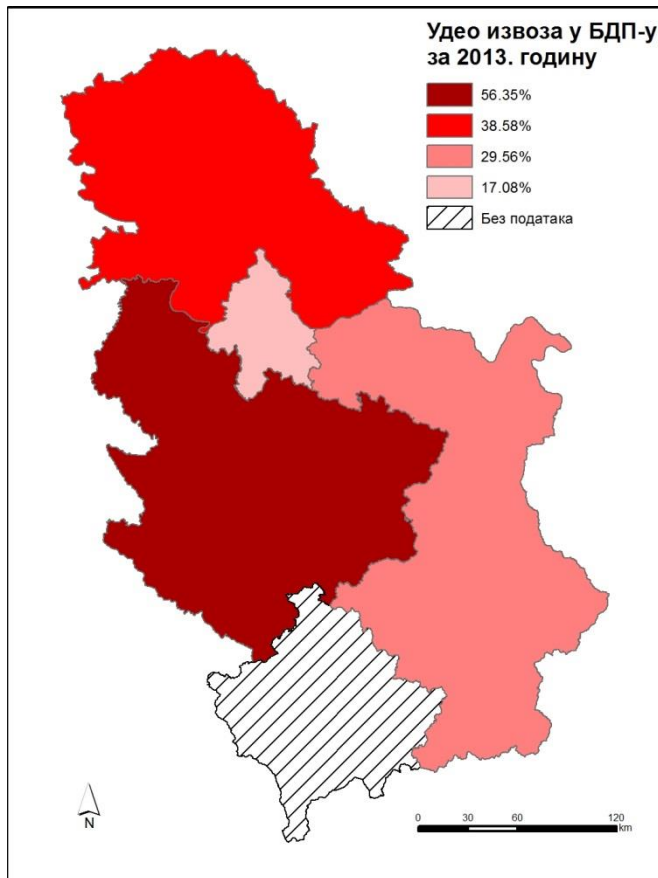 Удео извоза у БДП-у
за 2013. годину
56.35%
38.58%
29.56%
17.08%
Без података
N
0 30 60 120
km